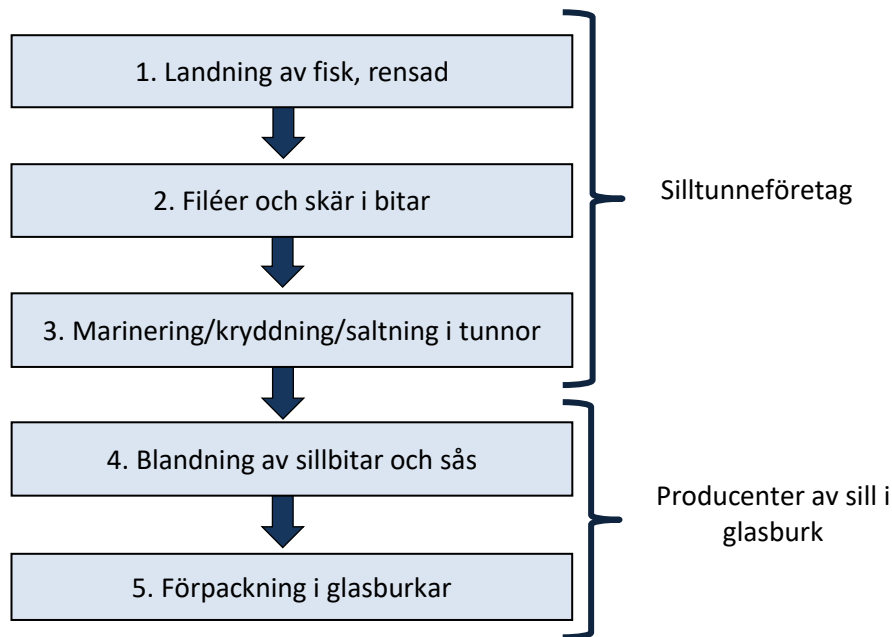 1. Landning av fisk, rensad
2. Filéer och skär i bitar
Silltunneföretag
3. Marinering/kryddning/saltning i tunnor
4. Blandning av sillbitar och sås
Producenter av sill i
glasburk
5. Förpackning i glasburkar